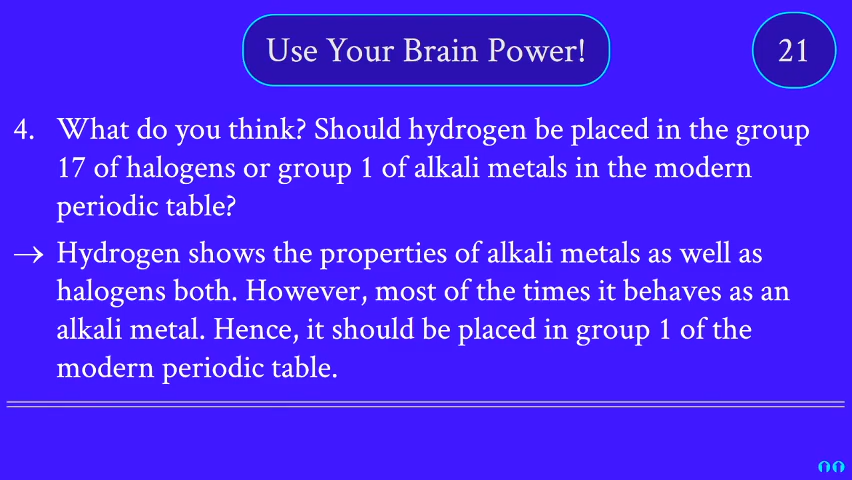 Use Your Brain Power!
21
4. What do you think? Should hydrogen be placed in the group
17 of halogens or group 1 of alkali metals in the modern
periodic table?
→ Hydrogen shows the properties of alkali metals as well as
halogens both. However, most of the times it behaves as an
alkali metal. Hence, it should be placed in group 1 of the
modern periodic table.